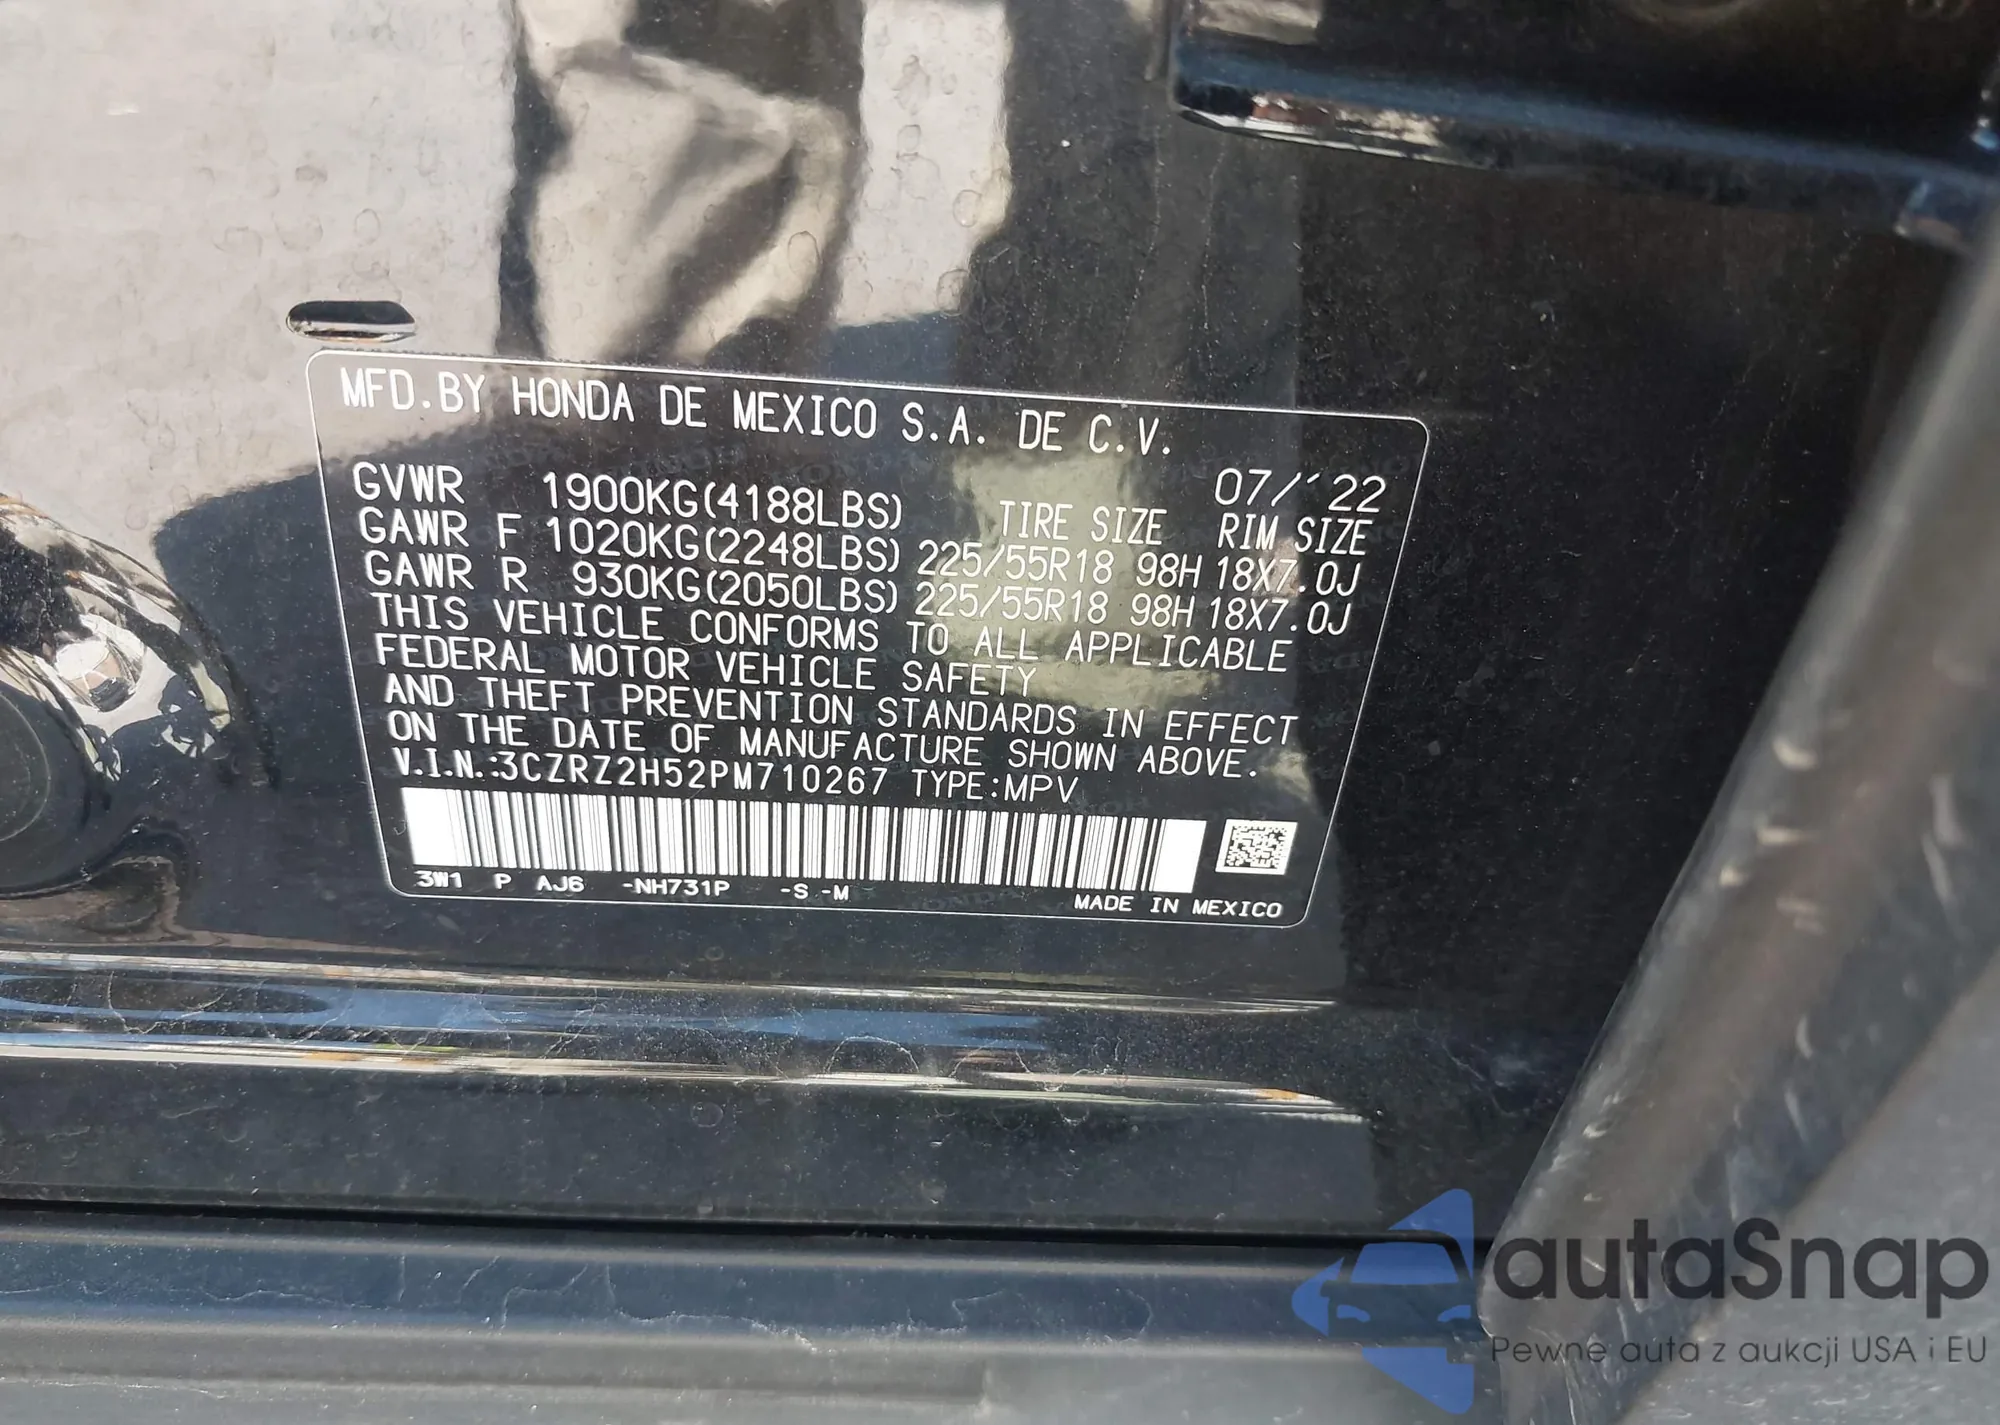 MFD.BY HONDA DE MEXICO S.A. DE C.V.
07/´22
GVWR 1900KG(4188LBS) TIRE SIZE RIM SIZE
GAWR F 1020KG(2248LBS) 225/55R18 98H 18X7.0J
GAWR R 930KG(2050LBS) 225/55R18 98H 18X7.0J
THIS VEHICLE CONFORMS TO ALL APPLICABLE
FEDERAL MOTOR VEHICLE SAFETY
AND THEFT PREVENTION STANDARDS IN EFFECT
ON THE DATE OF MANUFACTURE SHOWN ABOVE.
V.I.N.:3CZRZ2H52PM710267 TYPE:MPV
3W1 P AJ6 -NH731P -S -M
MADE IN MEXICO
autaSnap
Pewne auta z aukcji USA i EU